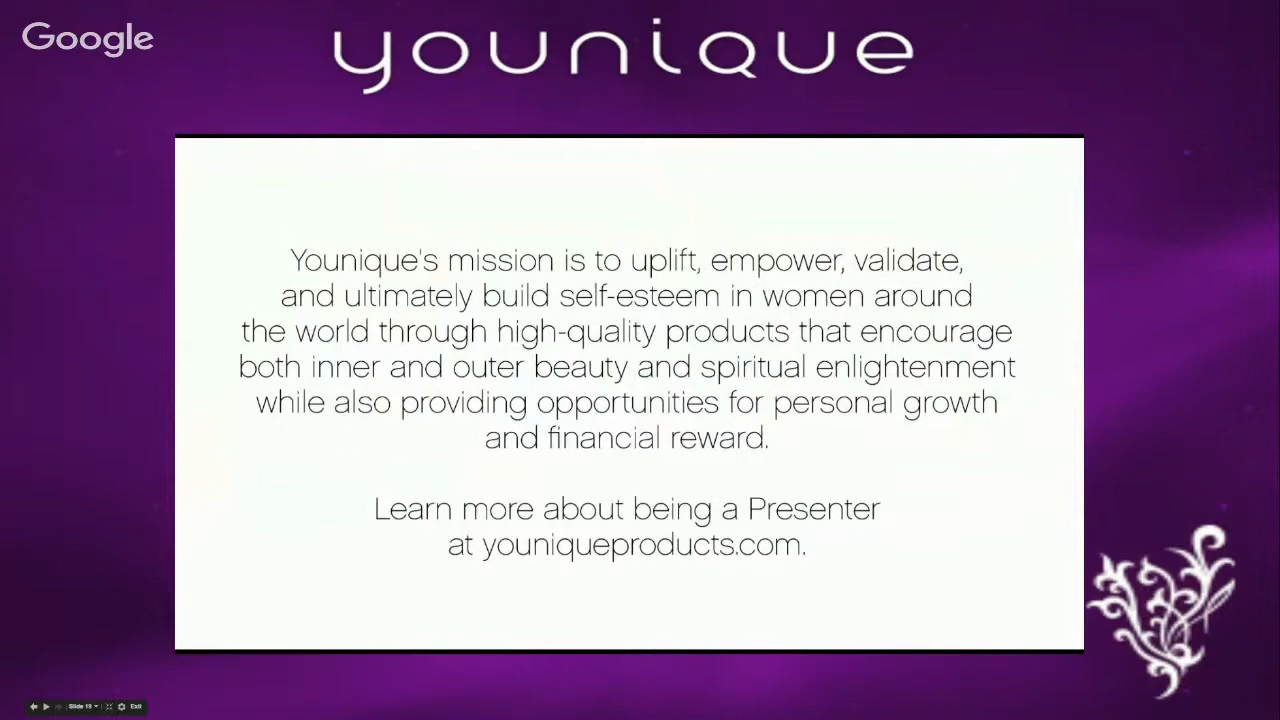 Google
younique
Younique's mission is to uplift, empower, validate,
and ultimately build self-esteem in women around
the world through high-quality products that encourage
both inner and outer beauty and spiritual enlightenment
while also providing opportunities for personal growth
and financial reward.
Learn more about being a Presenter
at youniqueproducts.com.
Slide 19 Exit